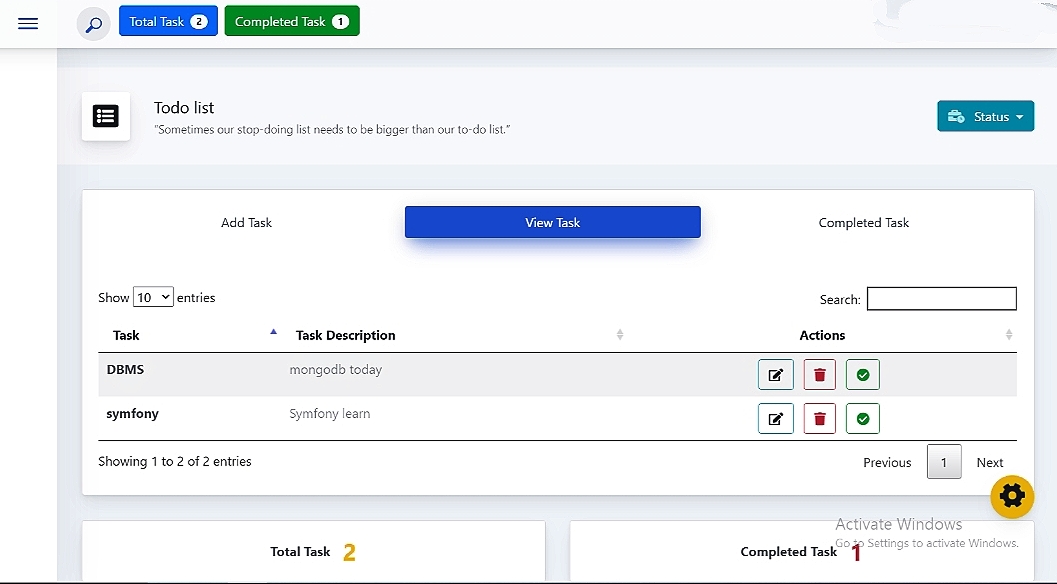 Total Task 2 Completed Task 1
Todo list
"Sometimes our stop-doing list needs to be bigger than our to-do list."
Status
Add Task View Task Completed Task
Show 10 entries Search:
Task Task Description Actions
DBMS mongodb today
symfony Symfony learn
Showing 1 to 2 of 2 entries Previous 1 Next
Activate Windows
Go to Settings to activate Windows.
Total Task 2 Completed Task 1